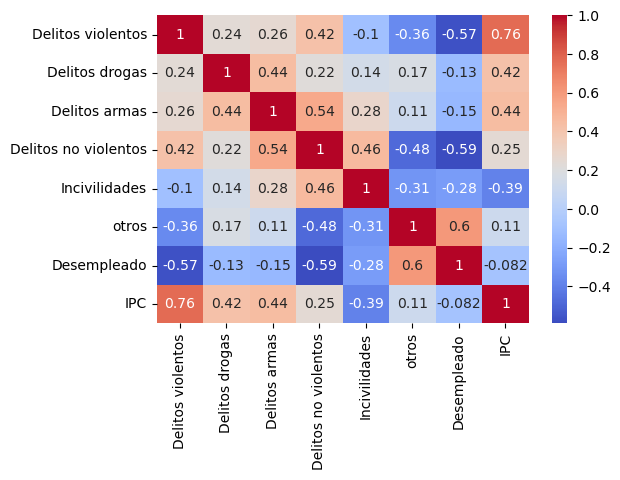 Delitos violentos 1 0.24 0.26 0.42 -0.1 -0.36 -0.57 0.76
Delitos drogas 0.24 1 0.44 0.22 0.14 0.17 -0.13 0.42
Delitos armas 0.26 0.44 1 0.54 0.28 0.11 -0.15 0.44
Delitos no violentos 0.42 0.22 0.54 1 0.46 -0.48 -0.59 0.25
Incivilidades -0.1 0.14 0.28 0.46 1 -0.31 -0.28 -0.39
otros -0.36 0.17 0.11 -0.48 -0.31 1 0.6 0.11
Desempleado -0.57 -0.13 -0.15 -0.59 -0.28 0.6 1 -0.082
IPC 0.76 0.42 0.44 0.25 -0.39 0.11 -0.082 1
Delitos violentos
Delitos drogas
Delitos armas
Delitos no violentos
Incivilidades
otros
Desempleado
IPC
1.0
0.8
0.6
0.4
0.2
0.0
−0.2
−0.4